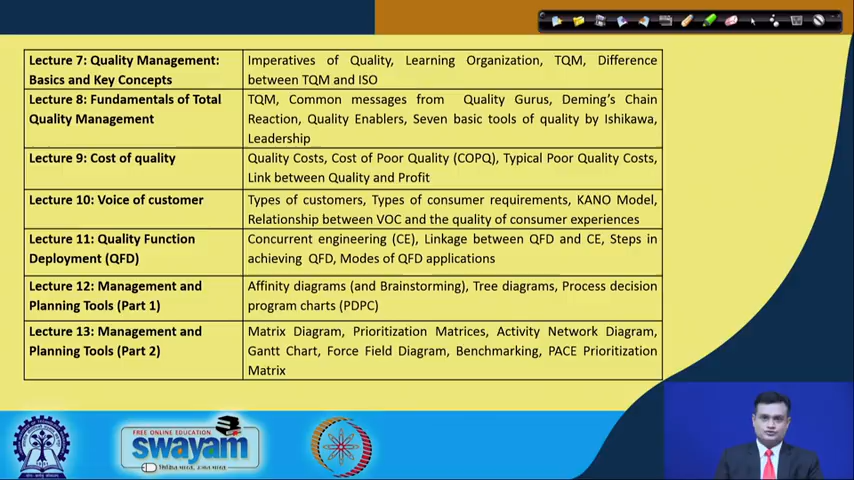 Lecture 7: Quality Management:
Basics and Key Concepts
Imperatives of Quality, Learning Organization, TQM, Difference
between TQM and ISO
Lecture 8: Fundamentals of Total
Quality Management
TQM, Common messages from Quality Gurus, Deming's Chain
Reaction, Quality Enablers, Seven basic tools of quality by Ishikawa,
Leadership
Lecture 9: Cost of quality
Quality Costs, Cost of Poor Quality (COPQ), Typical Poor Quality Costs,
Link between Quality and Profit
Lecture 10: Voice of customer
Types of customers, Types of consumer requirements, KANO Model,
Relationship between VOC and the quality of consumer experiences
Lecture 11: Quality Function
Deployment (QFD)
Concurrent engineering (CE), Linkage between QFD and CE, Steps in
achieving QFD, Modes of QFD applications
Lecture 12: Management and
Planning Tools (Part 1)
Affinity diagrams (and Brainstorming), Tree diagrams, Process decision
program charts (PDPC)
Lecture 13: Management and
Planning Tools (Part 2)
Matrix Diagram, Prioritization Matrices, Activity Network Diagram,
Gantt Chart, Force Field Diagram, Benchmarking, PACE Prioritization
Matrix
FREE ONLINE EDUCATION
swayam